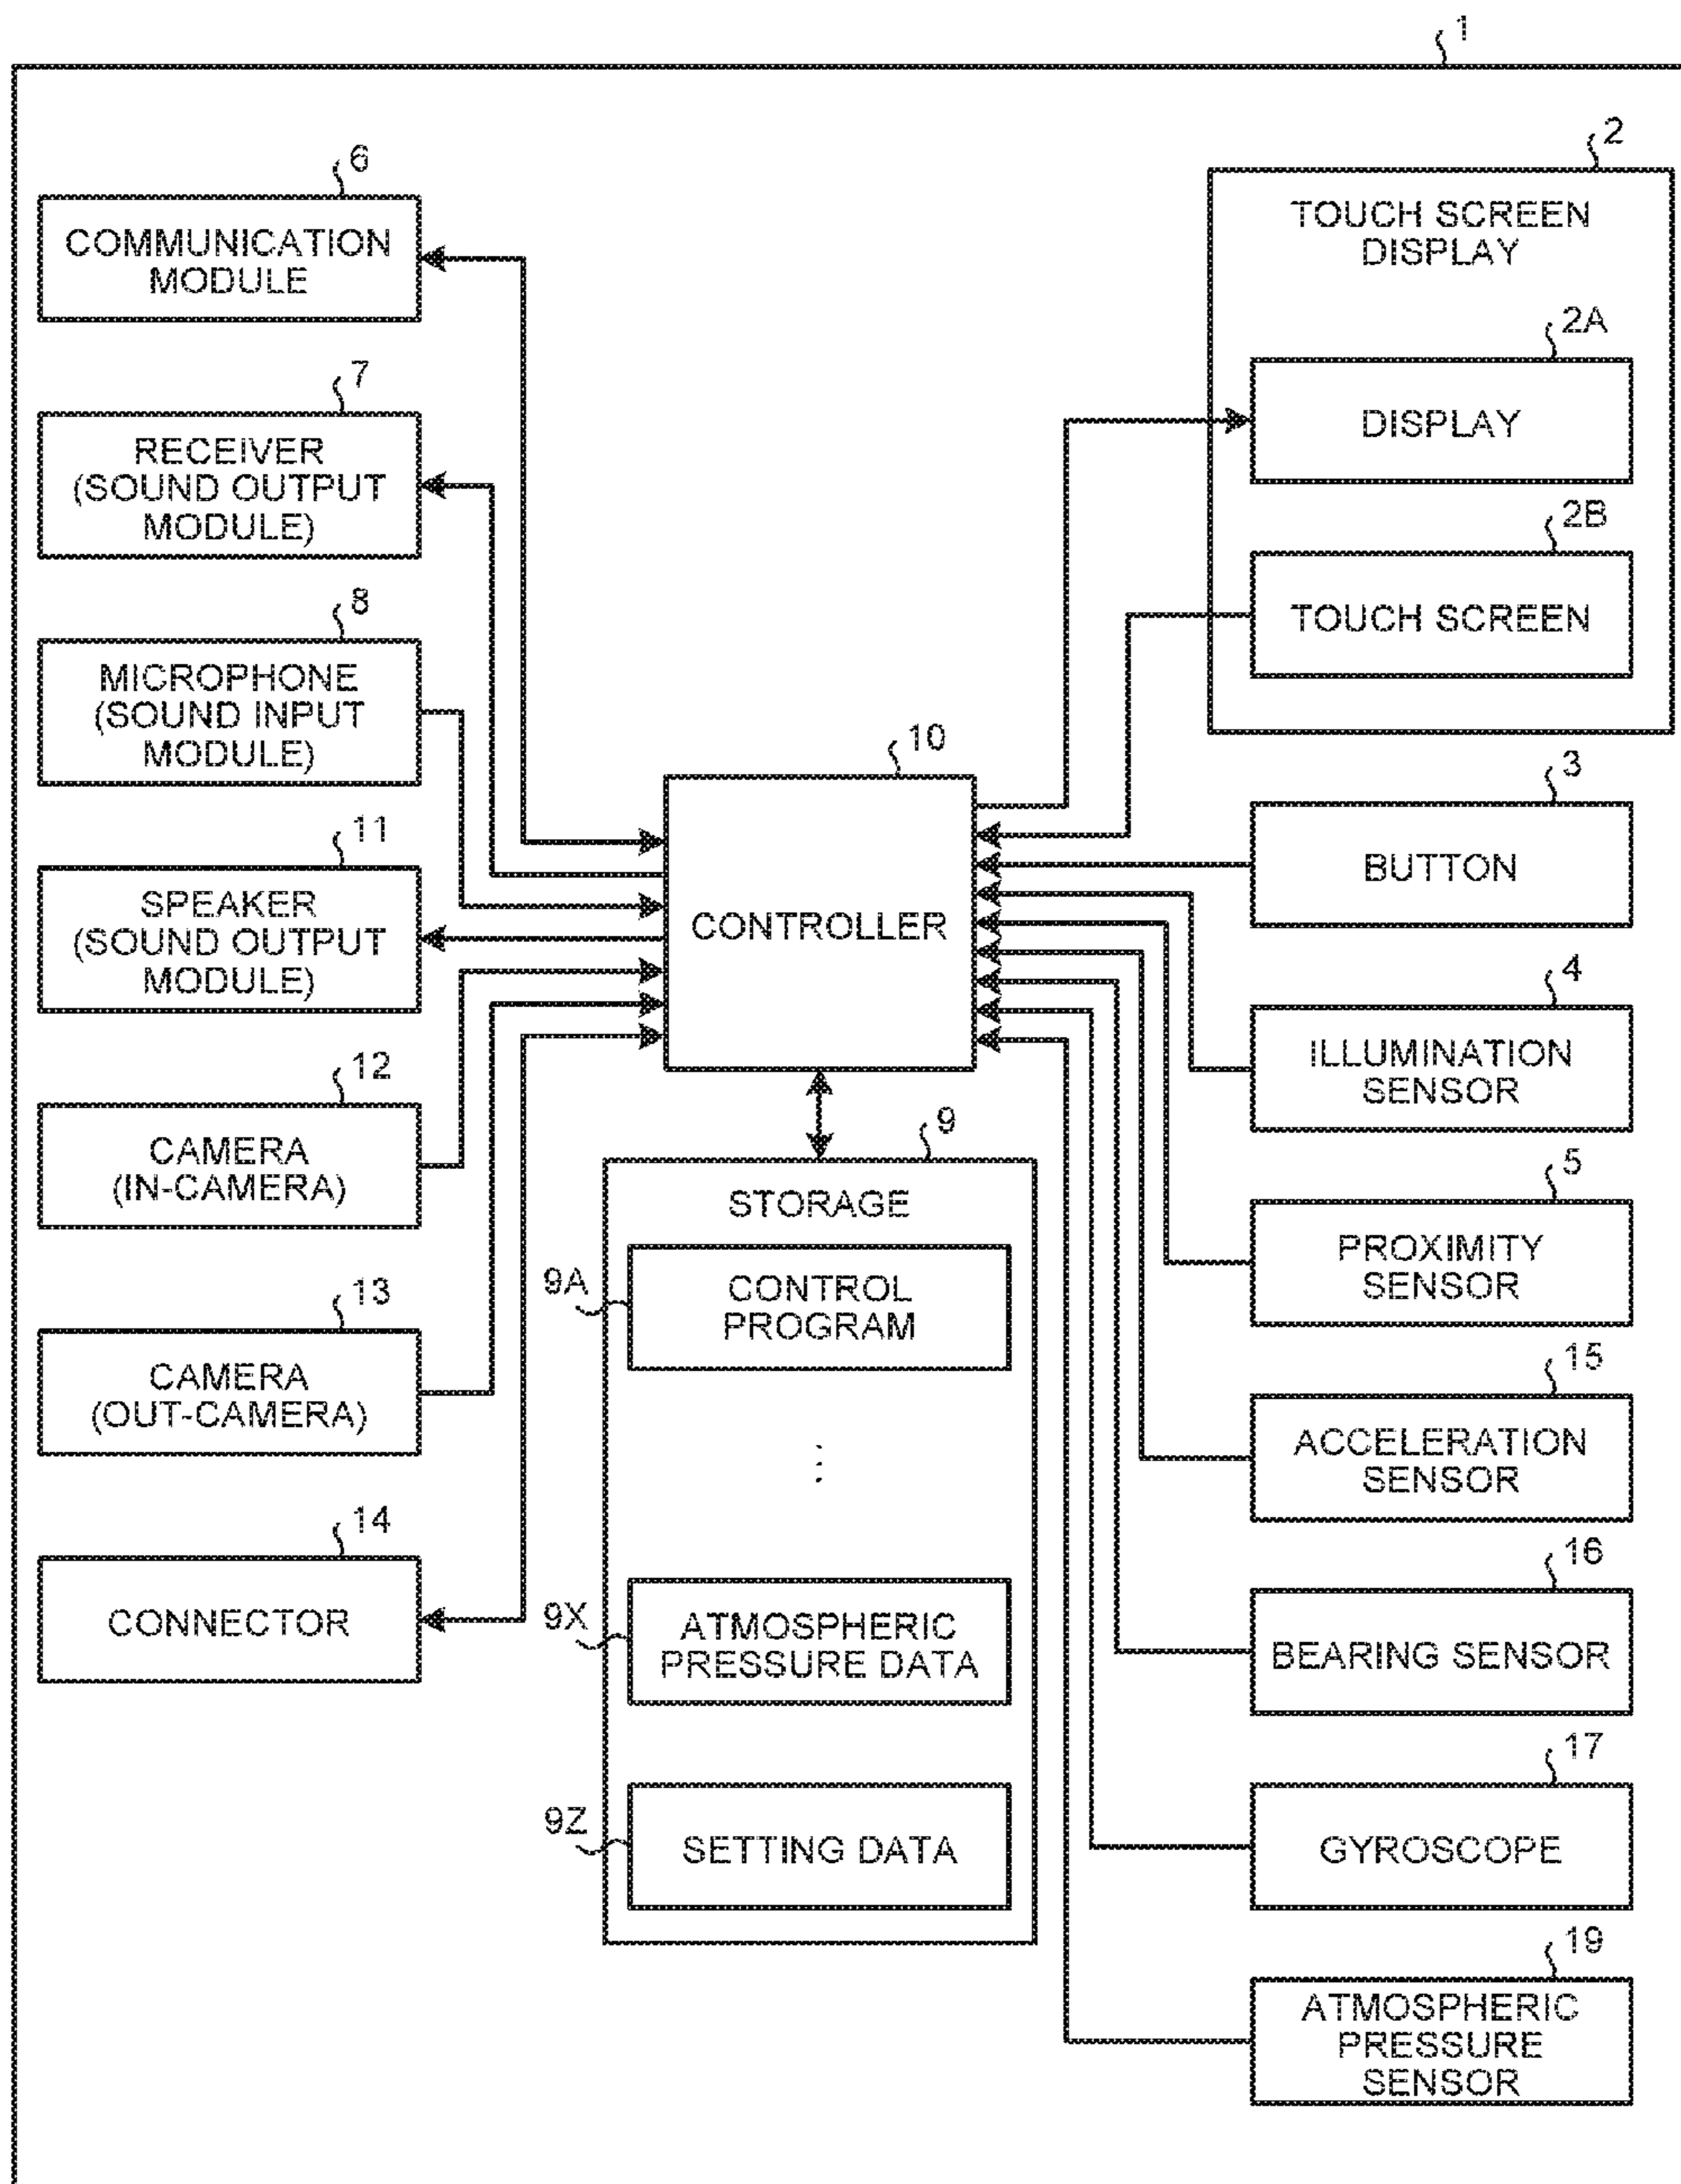 1
6
COMMUNICATION
MODULE
7
RECEIVER
(SOUND OUTPUT
MODULE)
8
MICROPHONE
(SOUND INPUT
MODULE)
11
SPEAKER
(SOUND OUTPUT
MODULE)
12
CAMERA
(IN-CAMERA)
13
CAMERA
(OUT-CAMERA)
14
CONNECTOR
10
CONTROLLER
9
STORAGE
9A
CONTROL
PROGRAM
9X
ATMOSPHERIC
PRESSURE DATA
9Z
SETTING DATA
2
TOUCH SCREEN
DISPLAY
2A
DISPLAY
2B
TOUCH SCREEN
3
BUTTON
4
ILLUMINATION
SENSOR
5
PROXIMITY
SENSOR
15
ACCELERATION
SENSOR
16
BEARING SENSOR
17
GYROSCOPE
19
ATMOSPHERIC
PRESSURE
SENSOR